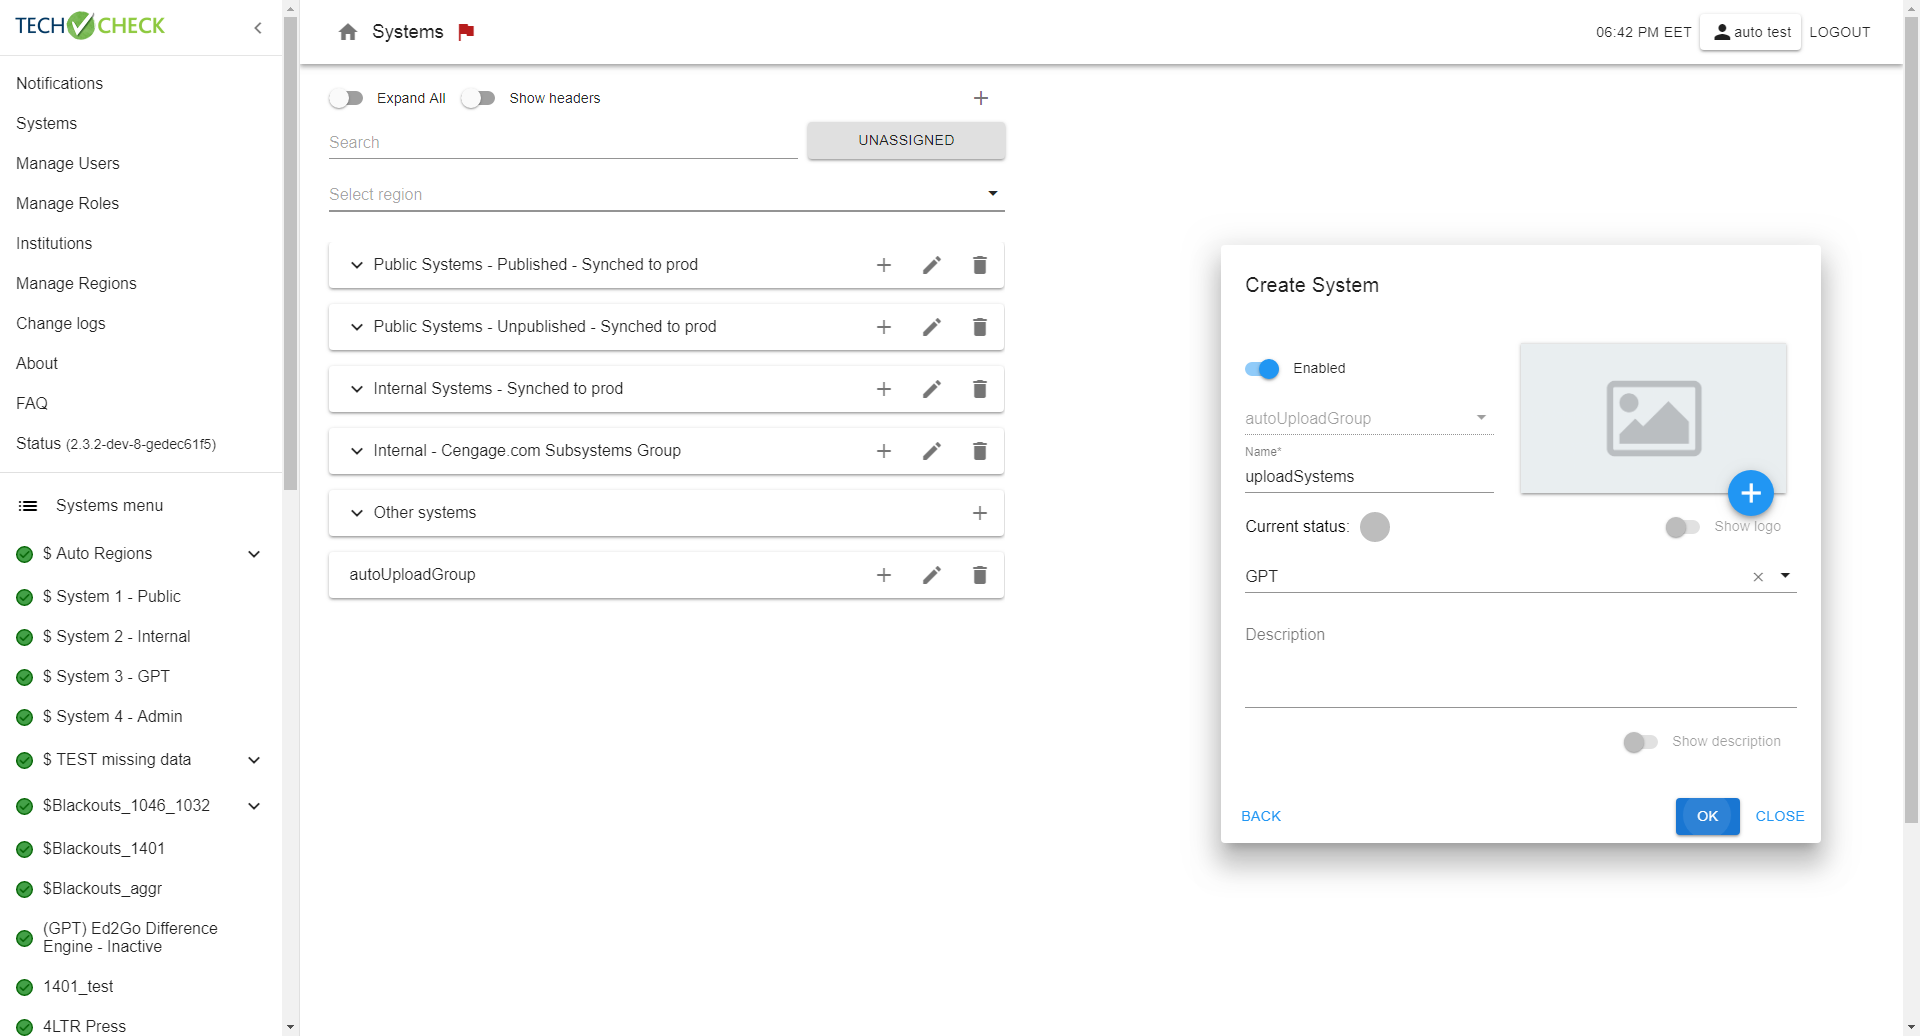 TECH CHECK
Notifications
Systems
Manage Users
Manage Roles
Institutions
Manage Regions
Change logs
About
FAQ
Status (2.3.2-dev-8-gedec61f5)
Systems menu
$ Auto Regions
$ System 1 - Public
$ System 2 - Internal
$ System 3 - GPT
$ System 4 - Admin
$ TEST missing data
$Blackouts_1046_1032
$Blackouts_1401
$Blackouts_aggr
(GPT) Ed2Go Difference
Engine - Inactive
1401_test
4LTR Press
Systems
06:42 PM EET
auto test
LOGOUT
Expand All
Show headers
Search
UNASSIGNED
Select region
Public Systems - Published - Synched to prod
Public Systems - Unpublished - Synched to prod
Internal Systems - Synched to prod
Internal - Cengage.com Subsystems Group
Other systems
autoUploadGroup
Create System
Enabled
autoUploadGroup
Name*
uploadSystems
Current status:
Show logo
GPT
Description
Show description
BACK
OK
CLOSE